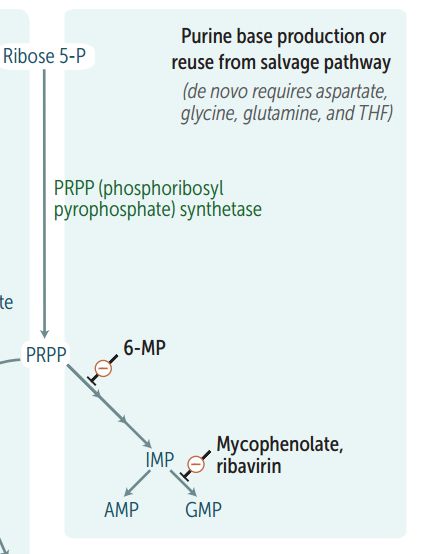 Purine base production or
reuse from salvage pathway
(de novo requires aspartate,
glycine, glutamine, and THF)
Ribose 5-P
PRPP (phosphoribosyl
pyrophosphate) synthetase
te
PRPP
6-MP
IMP
Mycophenolate,
ribavirin
AMP
GMP